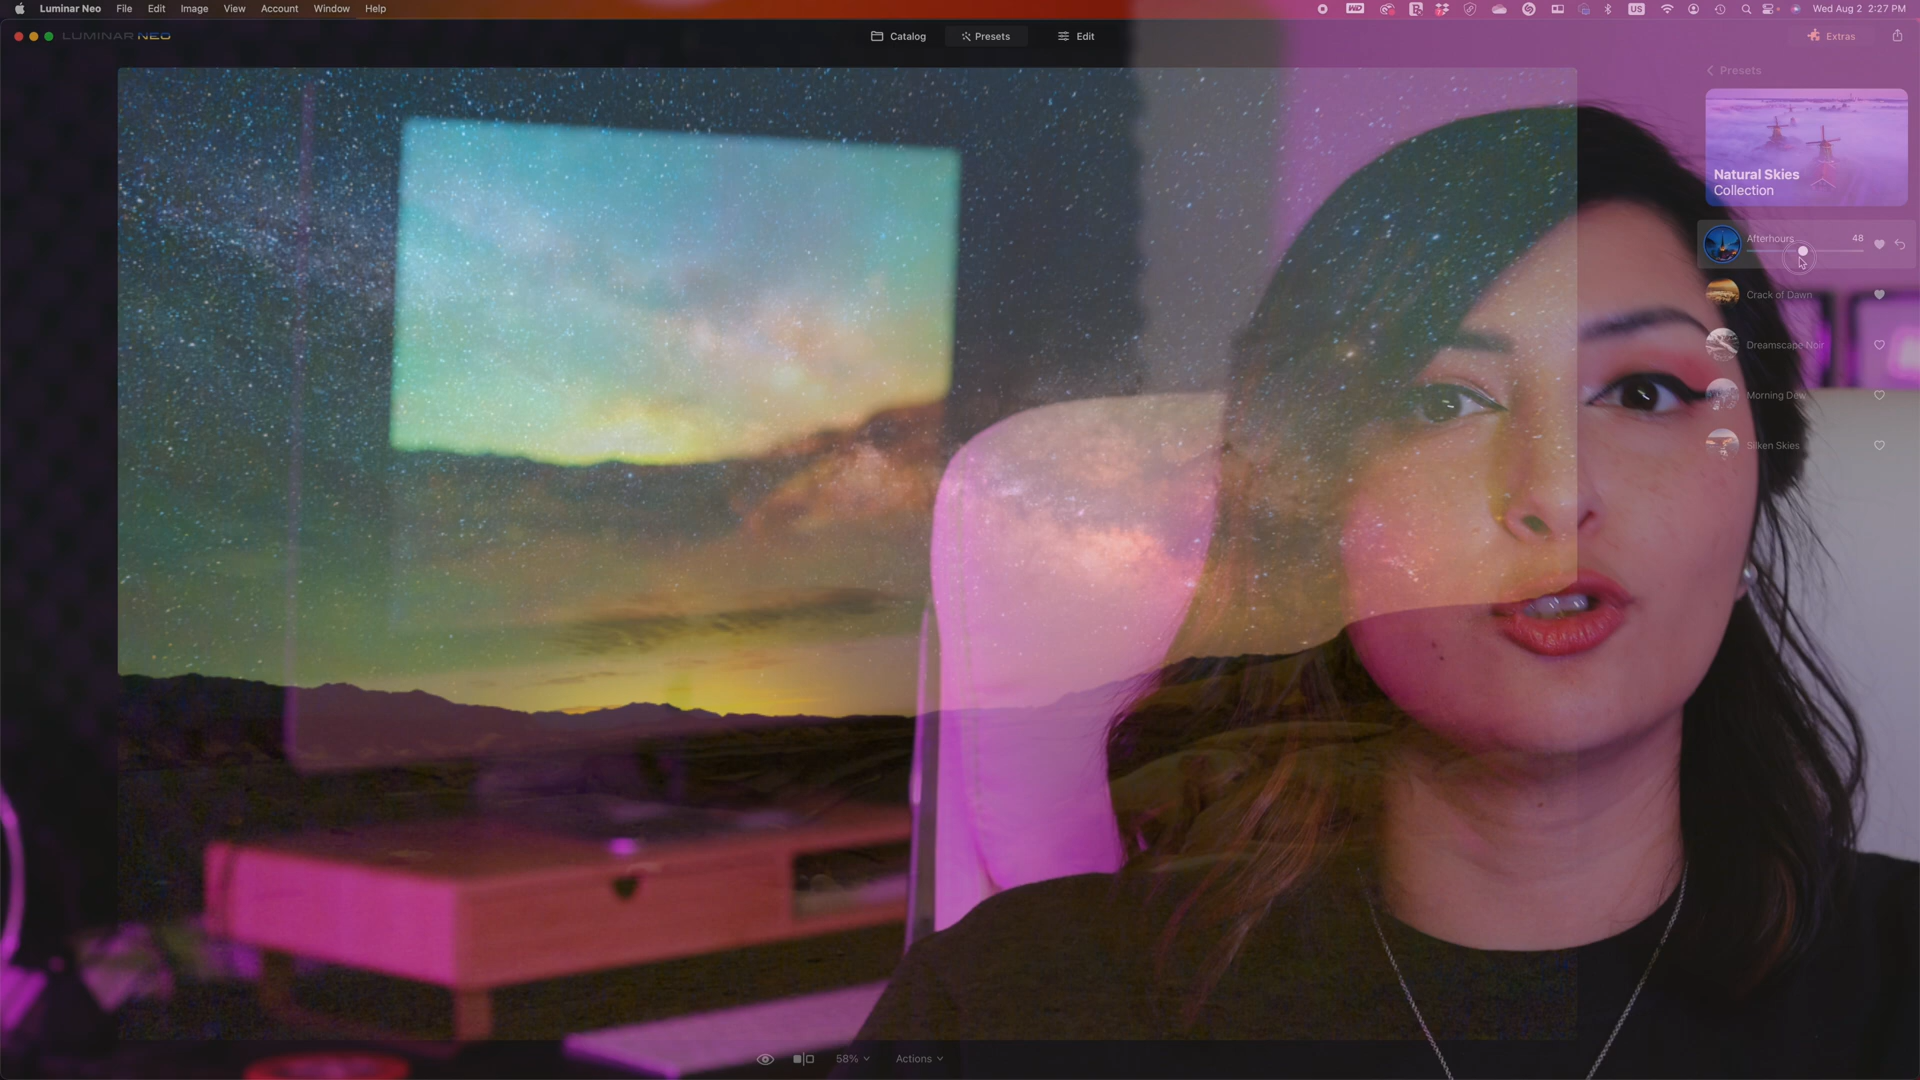 Luminar Neo File Edit Image View Account Window Help US Wed Aug 2 2:27 PM
LUMINAR NEO Catalog Presets Edit Extras
Presets
Natural Skies
Collection
Afterhours 48
Crack of Dawn
Dreamscape Noir
Morning Dew
Silken Skies
58% Actions